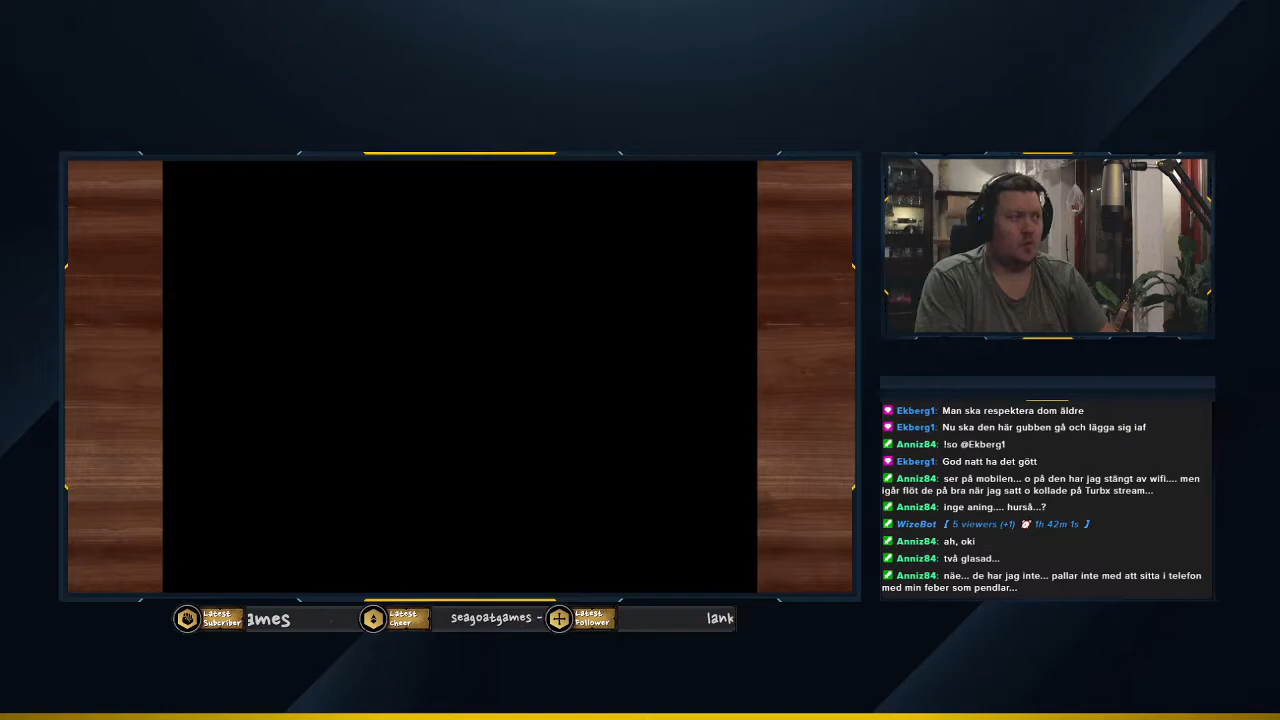 Ekberg1: Man ska respektera dom äldre
Ekberg1: Nu ska den här gubben gå och lägga sig iaf
Anniz84: !so @Ekberg1
Ekberg1: God natt ha det gött
Anniz84: ser på mobilen... o på den har jag stängt av wifi.... men
igår flöt de på bra när jag satt o kollade på Turbx stream...
Anniz84: inge aning.... hurså...?
WizeBot [ 5 viewers (+1) ⏰ 1h 42m 1s ]
Anniz84: ah, oki
Anniz84: två glasad...
Anniz84: näe... de har jag inte... pallar inte med att sitta i telefon
med min feber som pendlar...
Latest
Subcriber
ames
Latest
cheer
seagoatgames -
Latest
Follower
lank